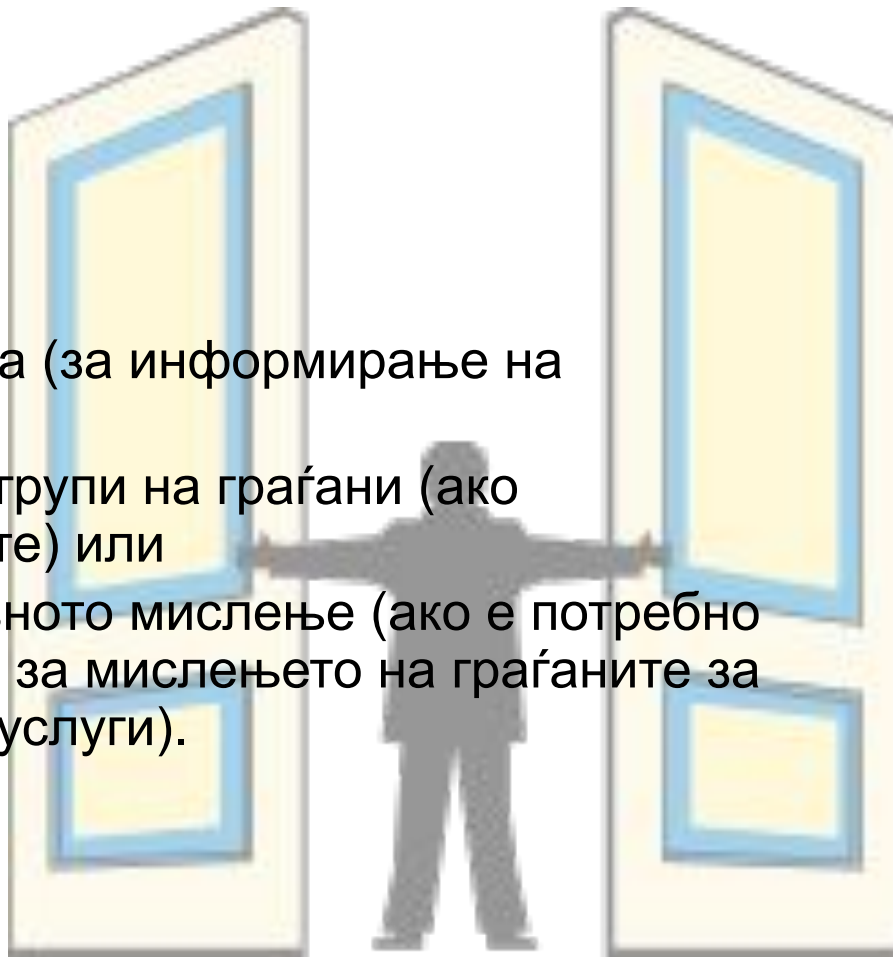 а (за информирање на
групи на граѓани (ако
те) или
ното мислење (ако е потребно
за мислењето на граѓаните за
услуги).